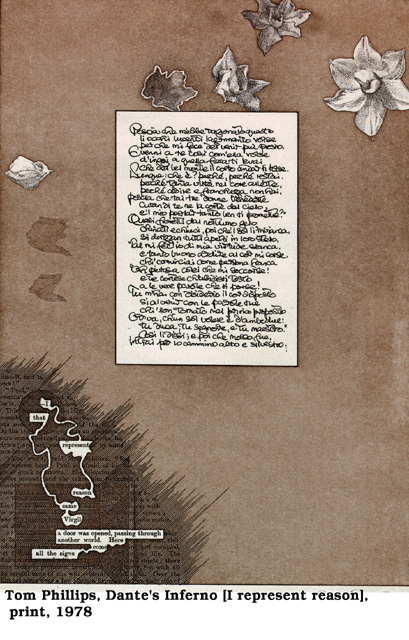 Poscia che m'ebbe ragionato questo
li occhi lucenti lagrimando volse
per che mi fece del venir più presto.
E venni a te così com'ella volse:
d'inanzi a quella fiera ti levai
che del bel monte il corto andar ti tolse.
Dunque: che è? perché, perché restai,
perché tanta viltà nel core allette,
perché ardire e franchezza non hai,
poscia che tai tre donne benedette
curan di te ne la corte del cielo,
e 'l mio parlar tanto ben ti promette?"
Quali fioretti dal notturno gelo
chinati e chiusi, poi che 'l sol li 'mbianca,
si drizzan tutti aperti in loro stelo,
tal mi fec'io di mia virtude stanca,
e tanto buono ardire al cor mi corse
ch'i' cominciai come persona franca:
Oh pietosa colei che mi soccorse!
e te cortese ch'ubidisti tosto
a le vere parole che ti porse!
Tu m'hai con disiderio il cor disposto
sì al venir con le parole tue,
ch'i' son tornato nel primo proposto.
Or va, ch'un sol volere è d'ambedue:
tu duca, tu segnore, e tu maestro."
Così li dissi; e poi che mosso fue,
intrai per lo cammino alto e silvestro.
I
that
represent
reason
same
Virgil
a door was opened, passing through
another world. Here
come
all the signs
Tom Phillips, Dante's Inferno [I represent reason],
print, 1978